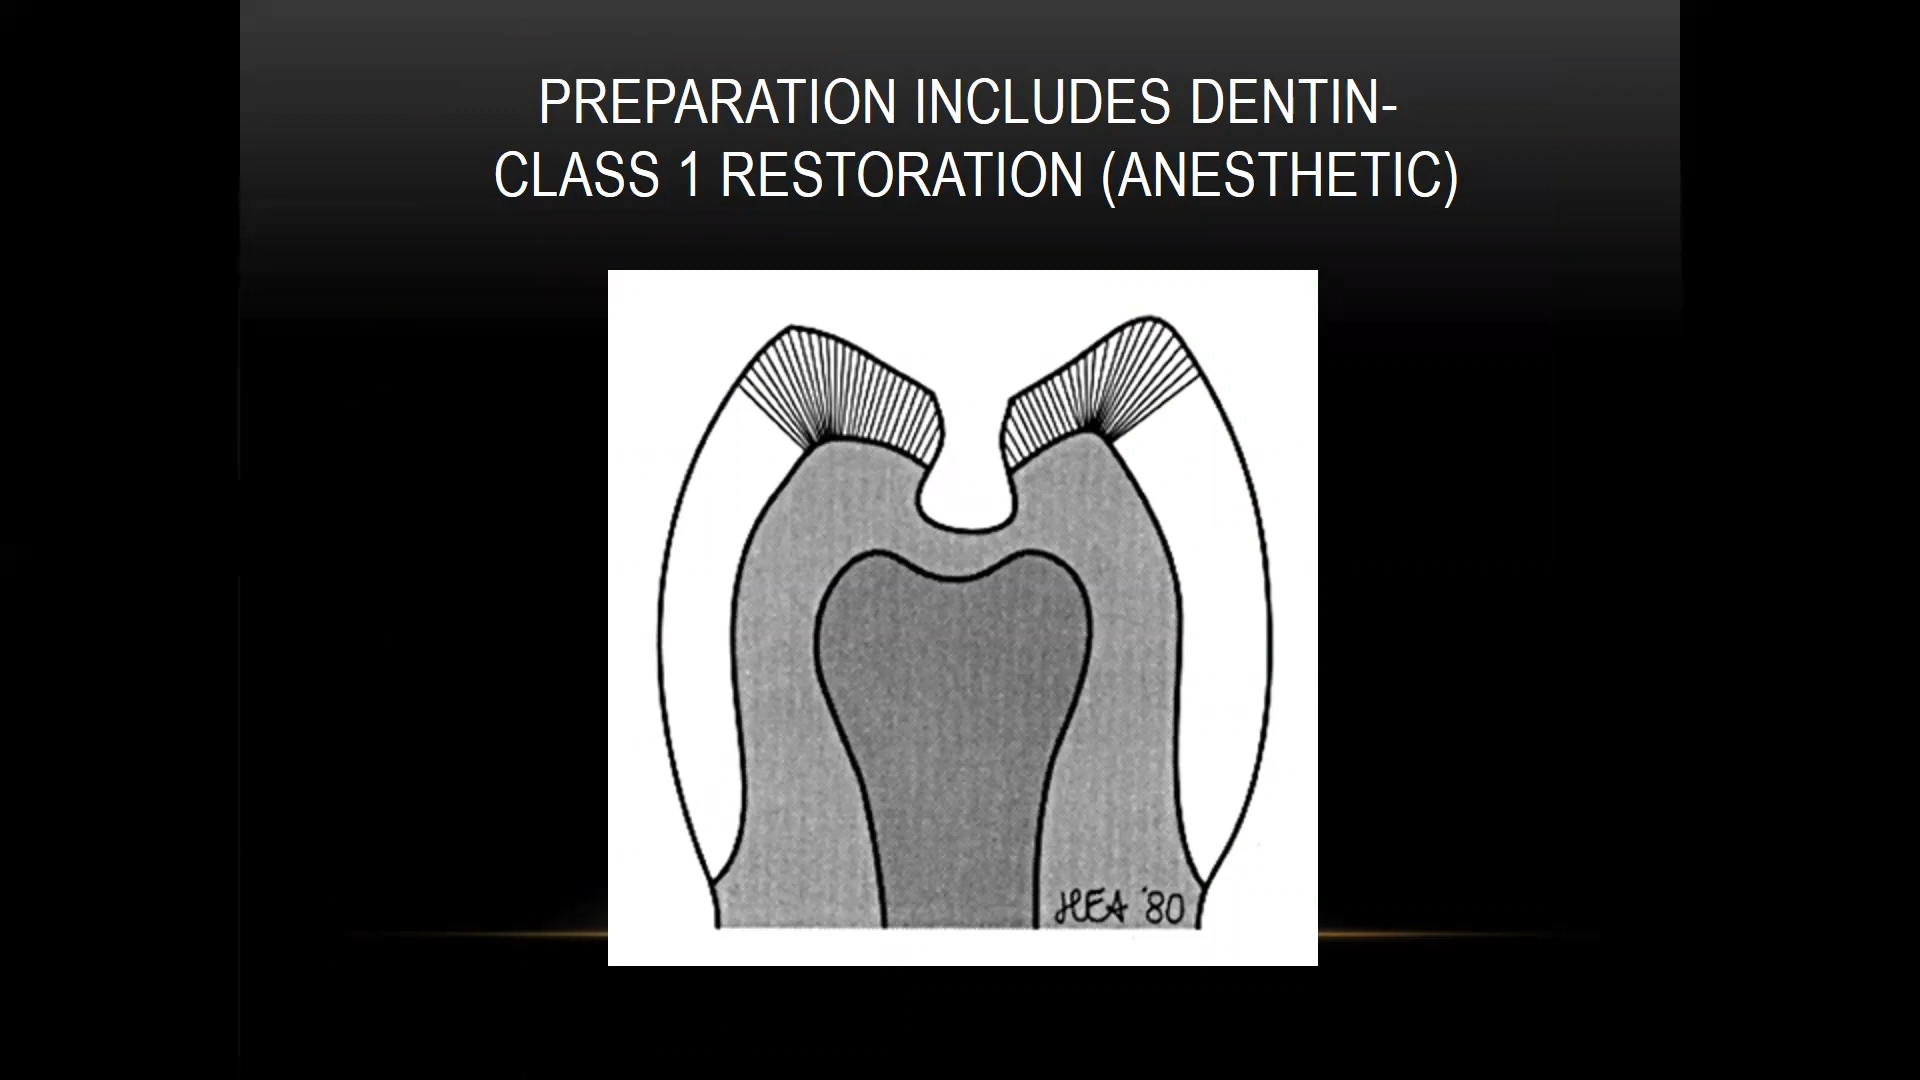 PREPARATION INCLUDES DENTIN-
CLASS 1 RESTORATION (ANESTHETIC)
HEA '80